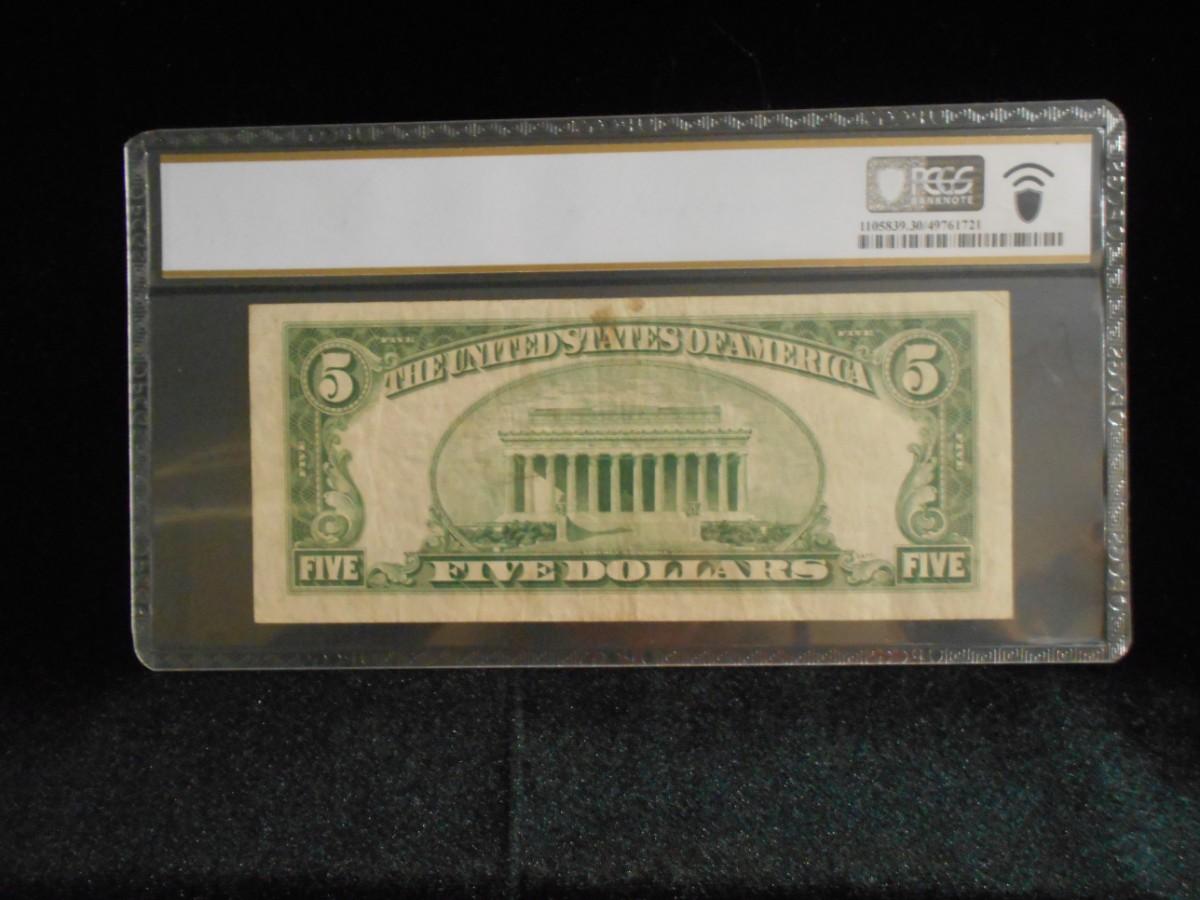 PCGS
BANKNOTE
1105839.30/49761721
FIVE FIVE
5 THE UNITED STATES OF AMERICA 5
FIVE FIVE
FIVE FIVE DOLLARS FIVE